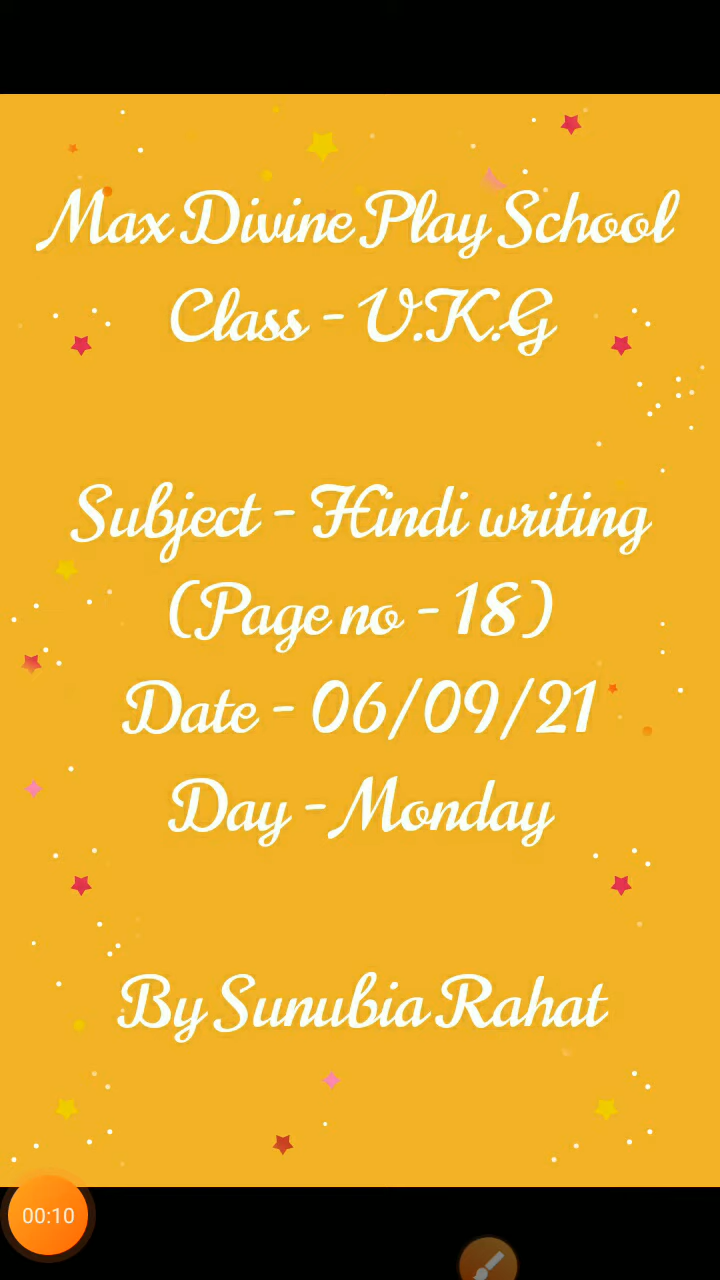 Max Divine Play School
Class - U.K.G
Subject - Hindi writing
(Page no - 18)
Date - 06/09/21
Day - Monday
By Sunubia Rahat
00:10